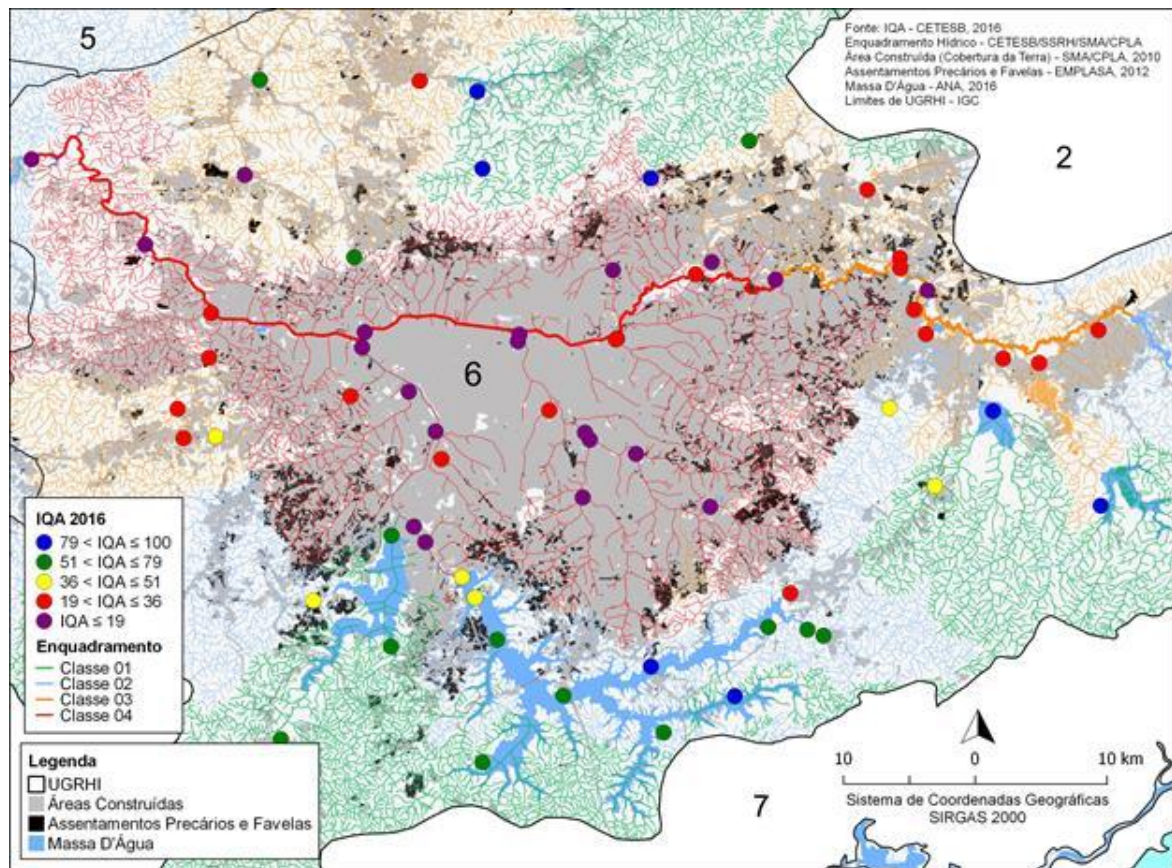 5
Fonte: IQA - CETESB, 2016
Enquadramento Hídrico - CETESB/SSRH/SMA/CPLA
Área Construída (Cobertura da Terra) - SMA/CPLA, 2010
Assentamentos Precários e Favelas - EMPLASA, 2012
Massa D'Água - ANA, 2016
Limites de UGRHI - IGC
2
6
IQA 2016
79 < IQA ≤ 100
51 < IQA ≤ 79
36 < IQA ≤ 51
19 < IQA ≤ 36
IQA ≤ 19
Enquadramento
Classe 01
Classe 02
Classe 03
Classe 04
Legenda
UGRHI
Áreas Construídas
Assentamentos Precários e Favelas
Massa D'Água
7
10 0 10 km
Sistema de Coordenadas Geográficas
SIRGAS 2000